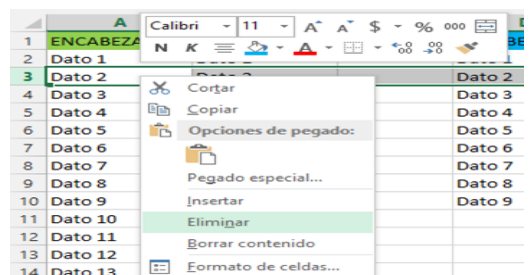 A
Calibri 11 A A $ % 000
1 ENCABEZA N K A
2 Dato 1
3 Dato 2 Dato 2
4 Dato 3 Cortar Dato 3
5 Dato 4 Copiar Dato 4
6 Dato 5 Opciones de pegado: Dato 5
7 Dato 6 Dato 6
8 Dato 7 Pegado especial... Dato 7
9 Dato 8 Dato 8
10 Dato 9 Insertar Dato 9
11 Dato 10 Eliminar
12 Dato 11 Borrar contenido
13 Dato 12
14 Dato 13 Formato de celdas...